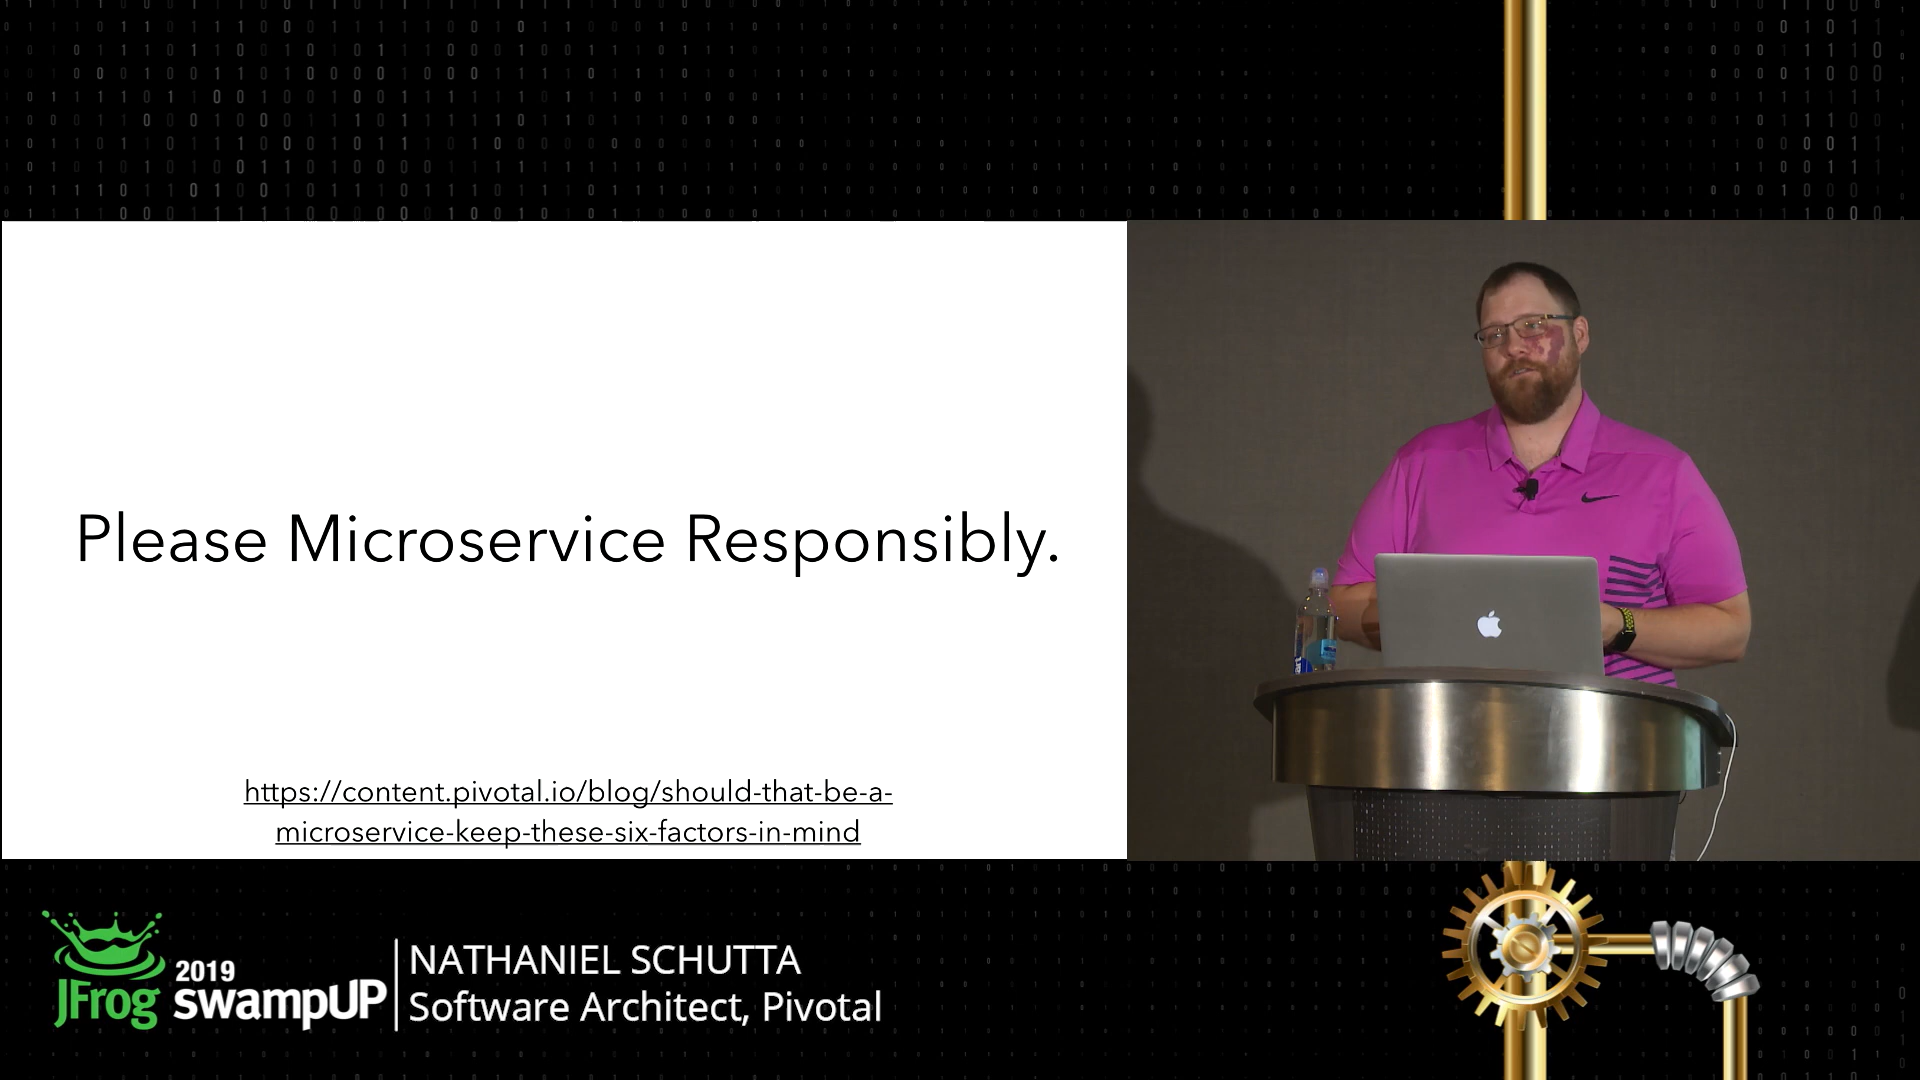 Please Microservice Responsibly.
https://content.pivotal.io/blog/should-that-be-a-
microservice-keep-these-six-factors-in-mind
JFrog
2019
swampUP
NATHANIEL SCHUTTA
Software Architect, Pivotal